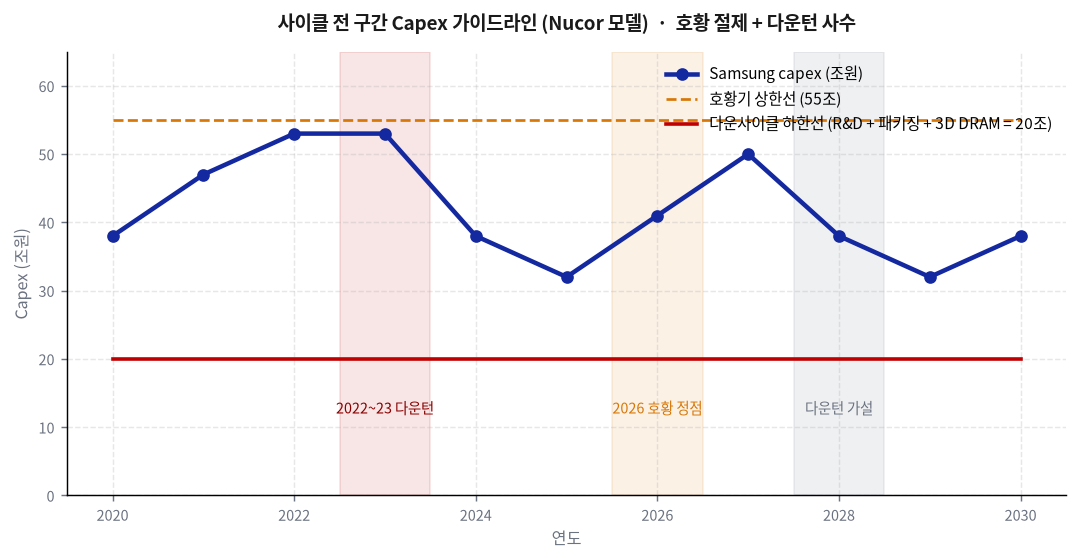 사이클 전 구간 Capex 가이드라인 (Nucor 모델) · 호황 절제 + 다운턴 사수
Samsung capex (조원)
호황기 상한선 (55조)
다운사이클 하한선 (R&D + 패키징 + 3D DRAM = 20조)
Capex (조원)
60
50
40
30
20
10
0
2022~23 다운턴
2026 호황 정점
다운턴 가설
2020
2022
2024
2026
2028
2030
연도